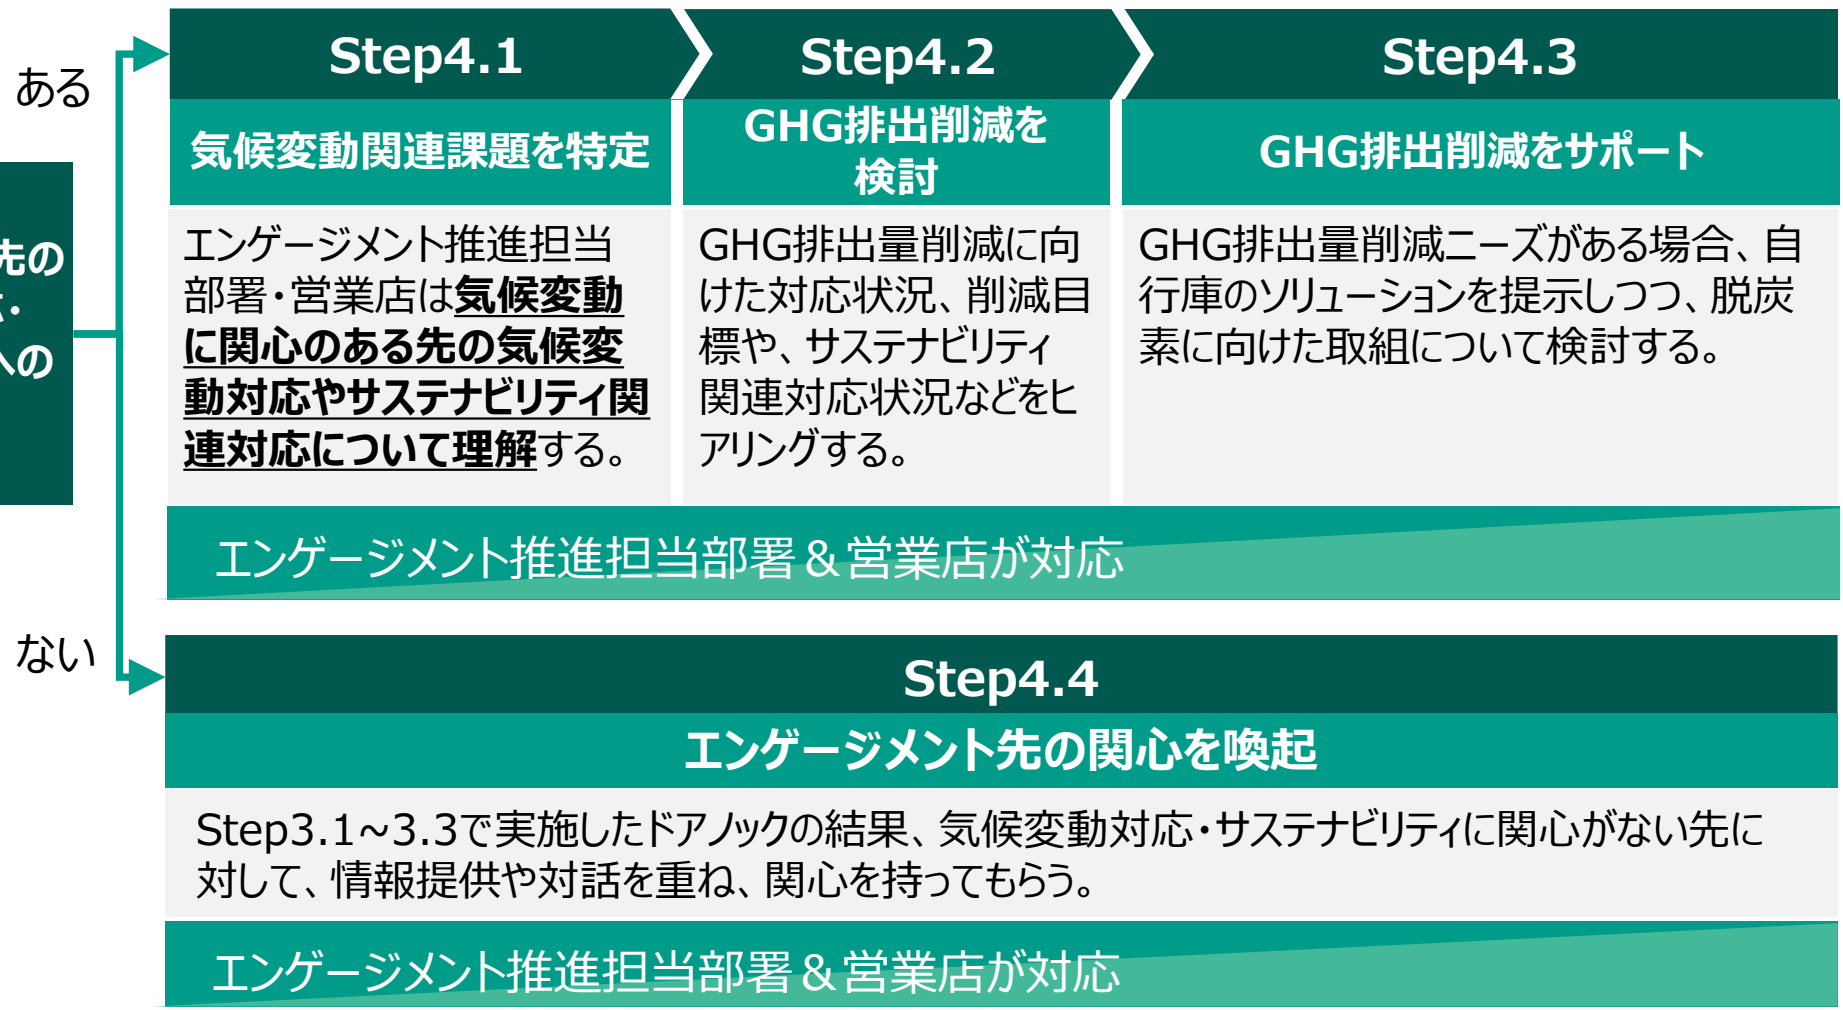 ある
先の
・
への
ない
Step4.1
気候変動関連課題を特定
エンゲージメント推進担当
部署・営業店は気候変動
に関心のある先の気候変
動対応やサステナビリティ関
連対応について理解する。
Step4.2
GHG排出削減を
検討
GHG排出量削減に向
けた対応状況、削減目
標や、サステナビリティ
関連対応状況などをヒ
アリングする。
Step4.3
GHG排出削減をサポート
GHG排出量削減ニーズがある場合、自
行庫のソリューションを提示しつつ、脱炭
素に向けた取組について検討する。
エンゲージメント推進担当部署＆営業店が対応
Step4.4
エンゲージメント先の関心を喚起
Step3.1~3.3で実施したドアノックの結果、気候変動対応・サステナビリティに関心がない先に
対して、情報提供や対話を重ね、関心を持ってもらう。
エンゲージメント推進担当部署＆営業店が対応